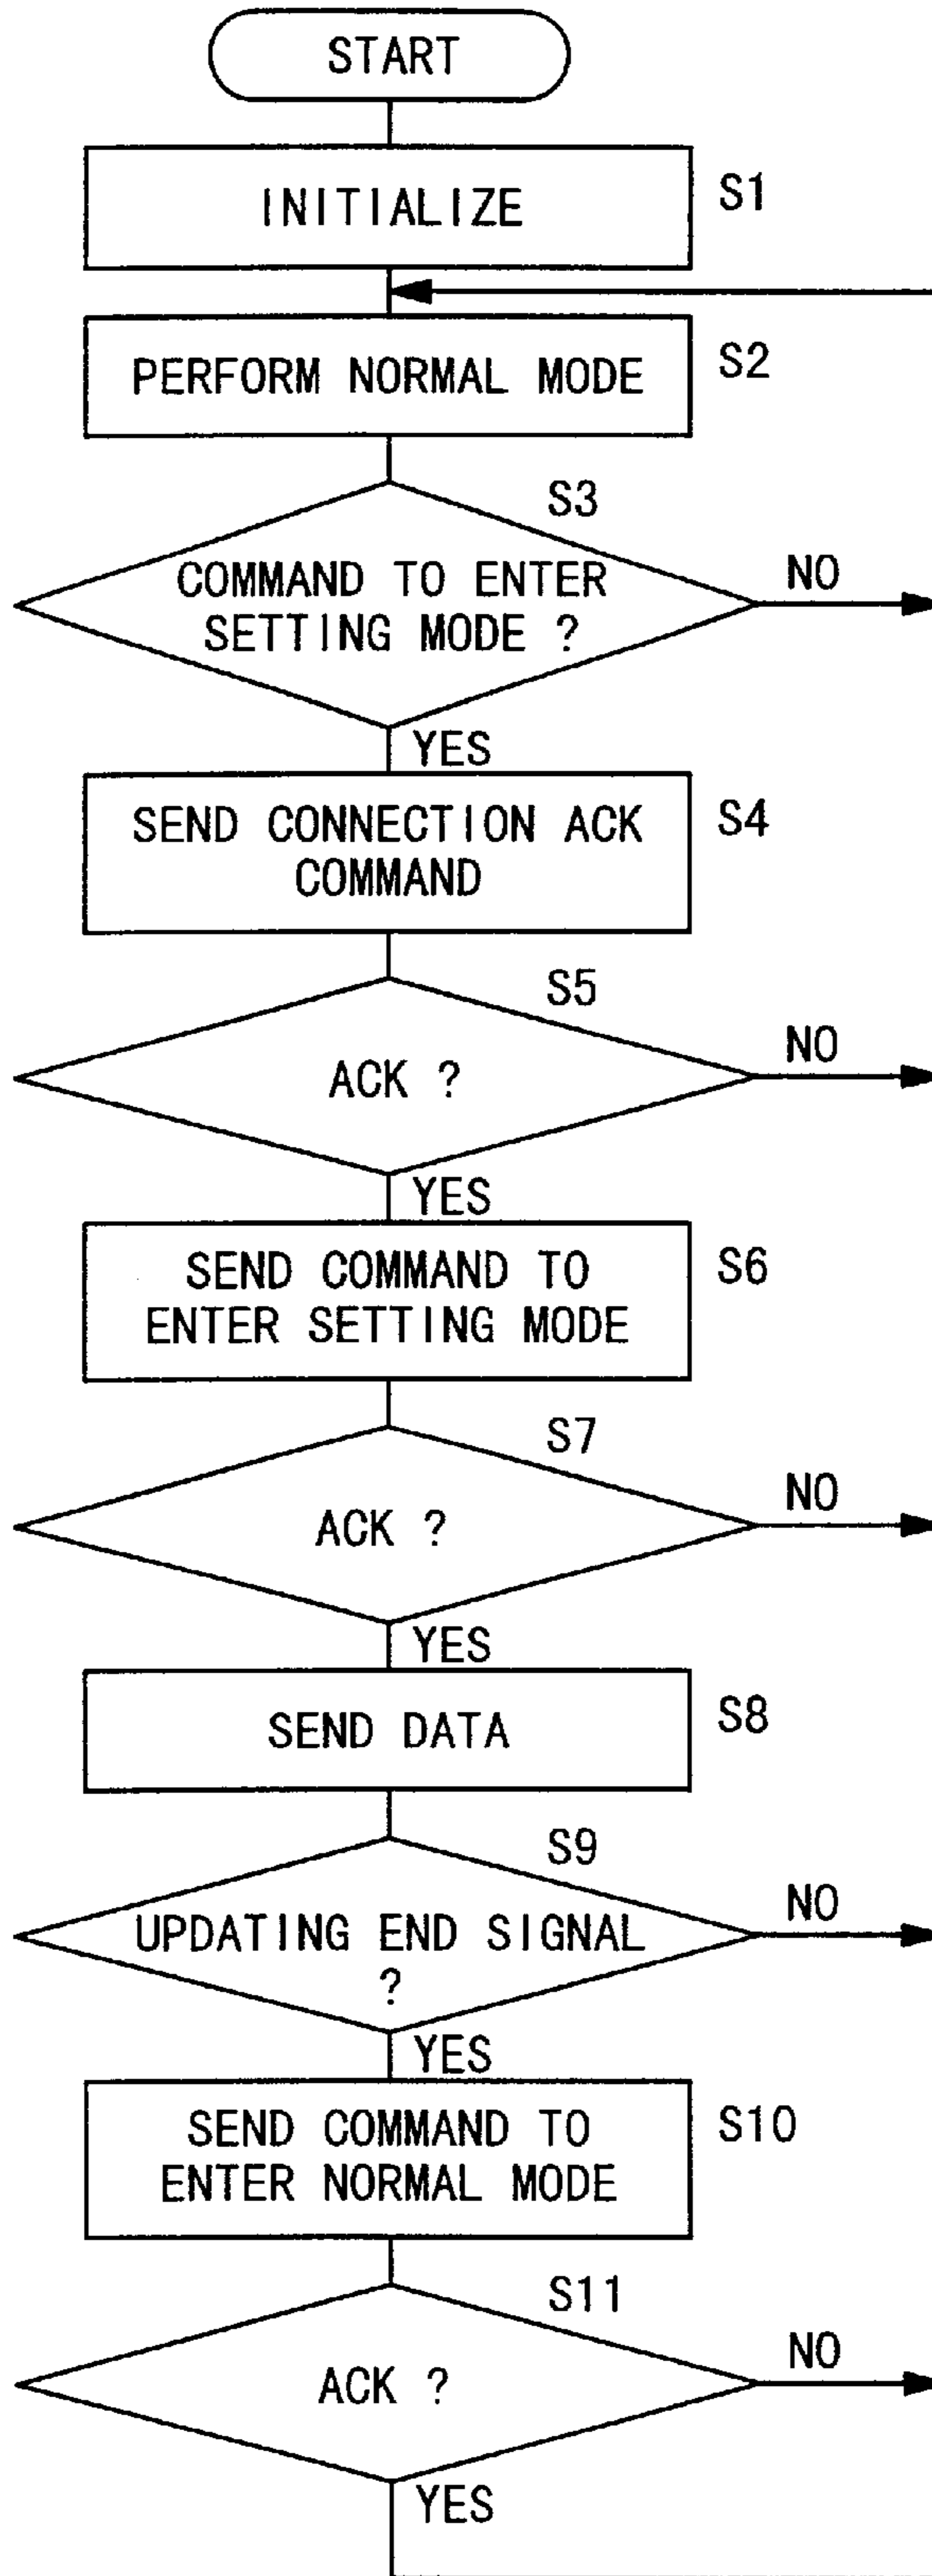 START
INITIALIZE
S1
PERFORM NORMAL MODE
S2
S3
COMMAND TO ENTER
SETTING MODE ?
NO
YES
SEND CONNECTION ACK
COMMAND
S4
S5
ACK ?
NO
YES
SEND COMMAND TO
ENTER SETTING MODE
S6
S7
ACK ?
NO
YES
SEND DATA
S8
S9
UPDATING END SIGNAL
?
NO
YES
SEND COMMAND TO
ENTER NORMAL MODE
S10
S11
ACK ?
NO
YES